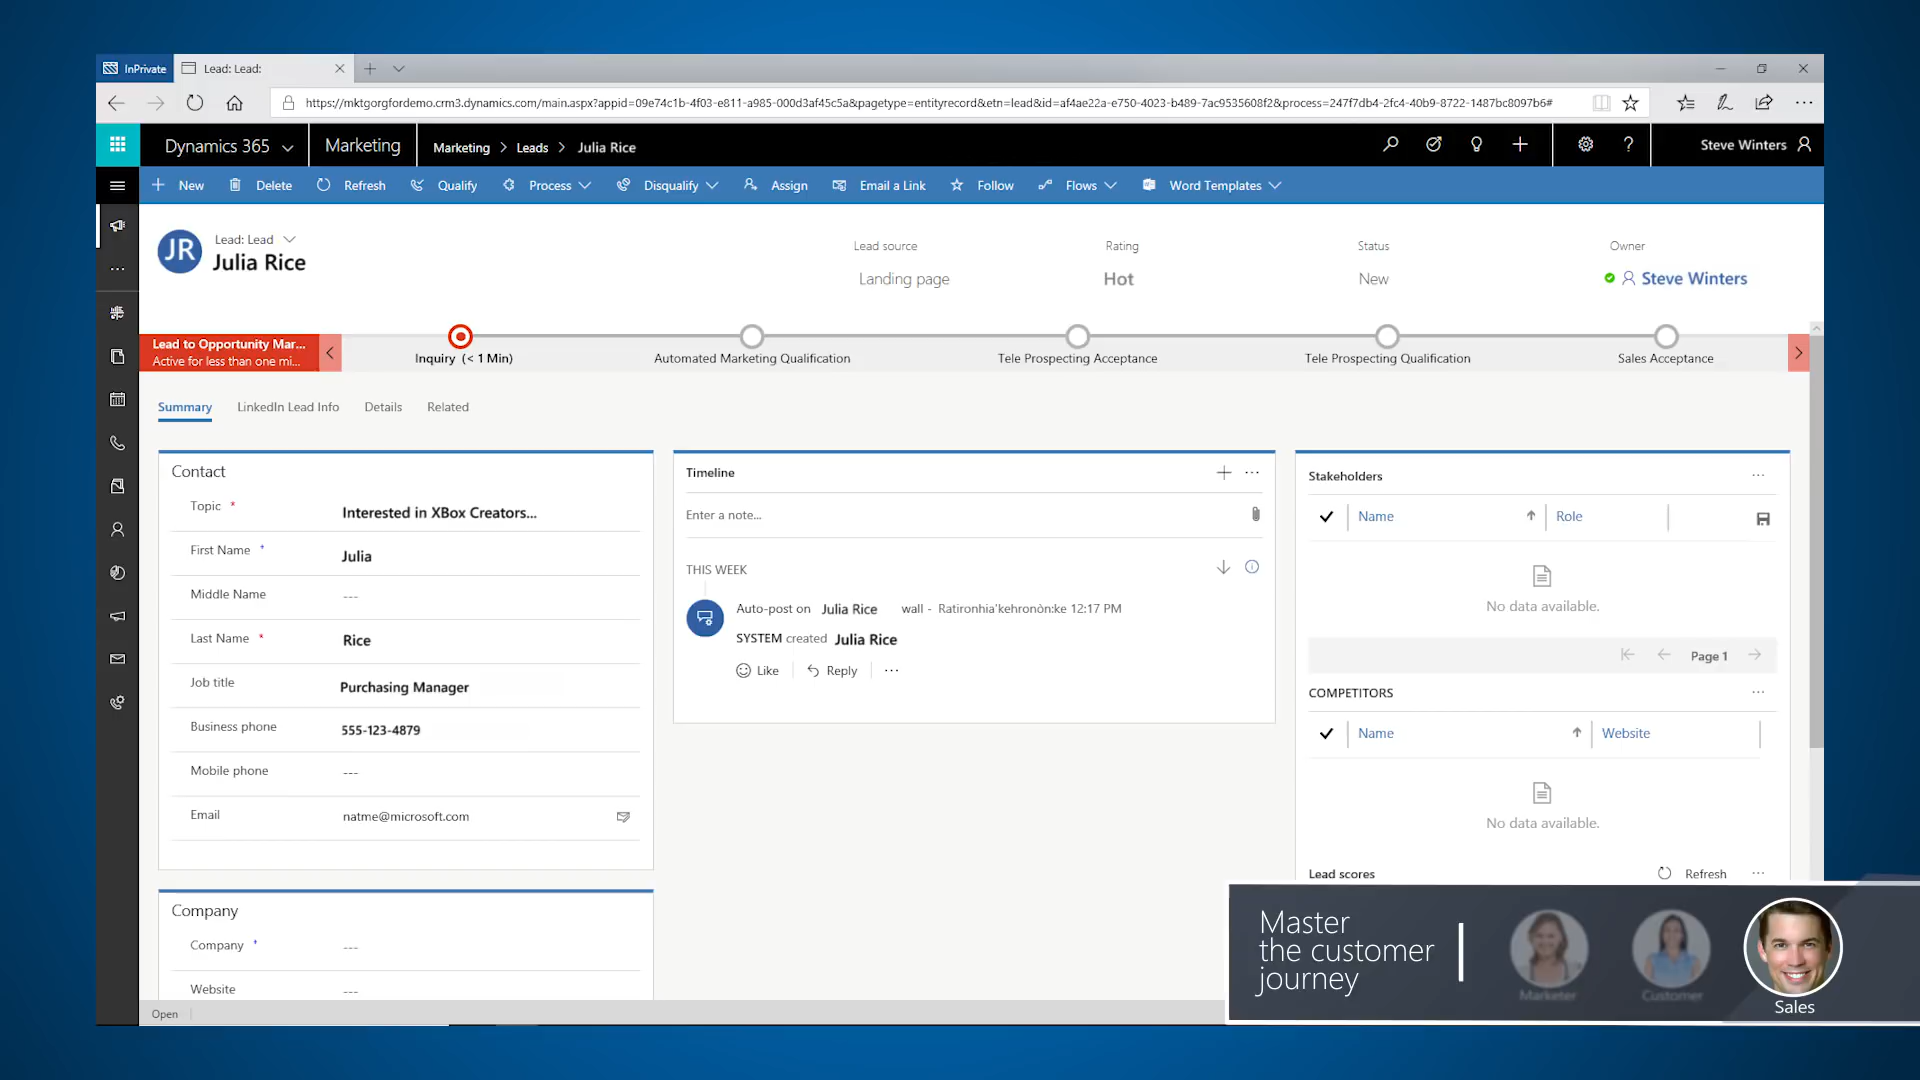 InPrivate
Lead: Lead:
https://mktgorgfordemo.crm3.dynamics.com/main.aspx?appid=09e74c1b-4f03-e811-a985-000d3af45c5a&pagetype=entityrecord&etn=lead&id=af4ae22a-e750-4023-b489-7ac9535608f2&process=247f7db4-2fc4-40b9-8722-1487bc8097b6#
Dynamics 365
Marketing
Marketing > Leads > Julia Rice
Steve Winters
New
Delete
Refresh
Qualify
Process
Disqualify
Assign
Email a Link
Follow
Flows
Word Templates
JR
Lead: Lead
Julia Rice
Lead source
Landing page
Rating
Hot
Status
New
Owner
Steve Winters
Lead to Opportunity Mar...
Active for less than one mi...
Inquiry (< 1 Min)
Automated Marketing Qualification
Tele Prospecting Acceptance
Tele Prospecting Qualification
Sales Acceptance
Summary
LinkedIn Lead Info
Details
Related
Contact
Topic *
Interested in XBox Creators...
First Name *
Julia
Middle Name
---
Last Name *
Rice
Job title
Purchasing Manager
Business phone
555-123-4879
Mobile phone
---
Email
natme@microsoft.com
Company
Company *
---
Website
---
Timeline
Enter a note...
THIS WEEK
Auto-post on Julia Rice wall - Ratironhia'kehronòn:ke 12:17 PM
SYSTEM created Julia Rice
Like
Reply
Stakeholders
Name
Role
No data available.
Page 1
COMPETITORS
Name
Website
No data available.
Lead scores
Refresh
Open
Master
the customer
journey
Marketer
Customer
Sales